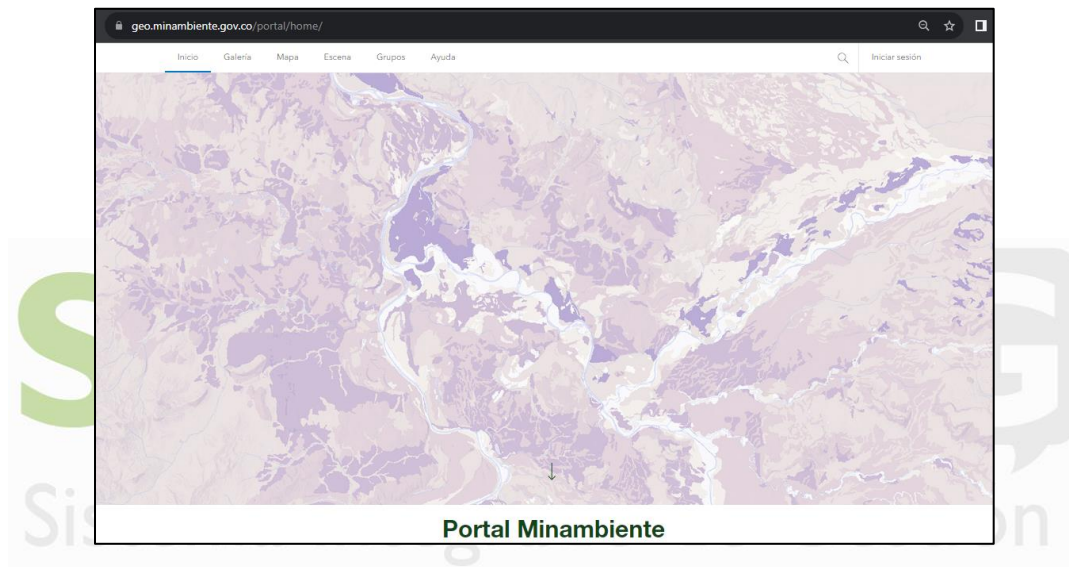 geo.minambiente.gov.co/portal/home/
Inicio Galería Mapa Escena Grupos Ayuda Iniciar sesión
Portal Minambiente